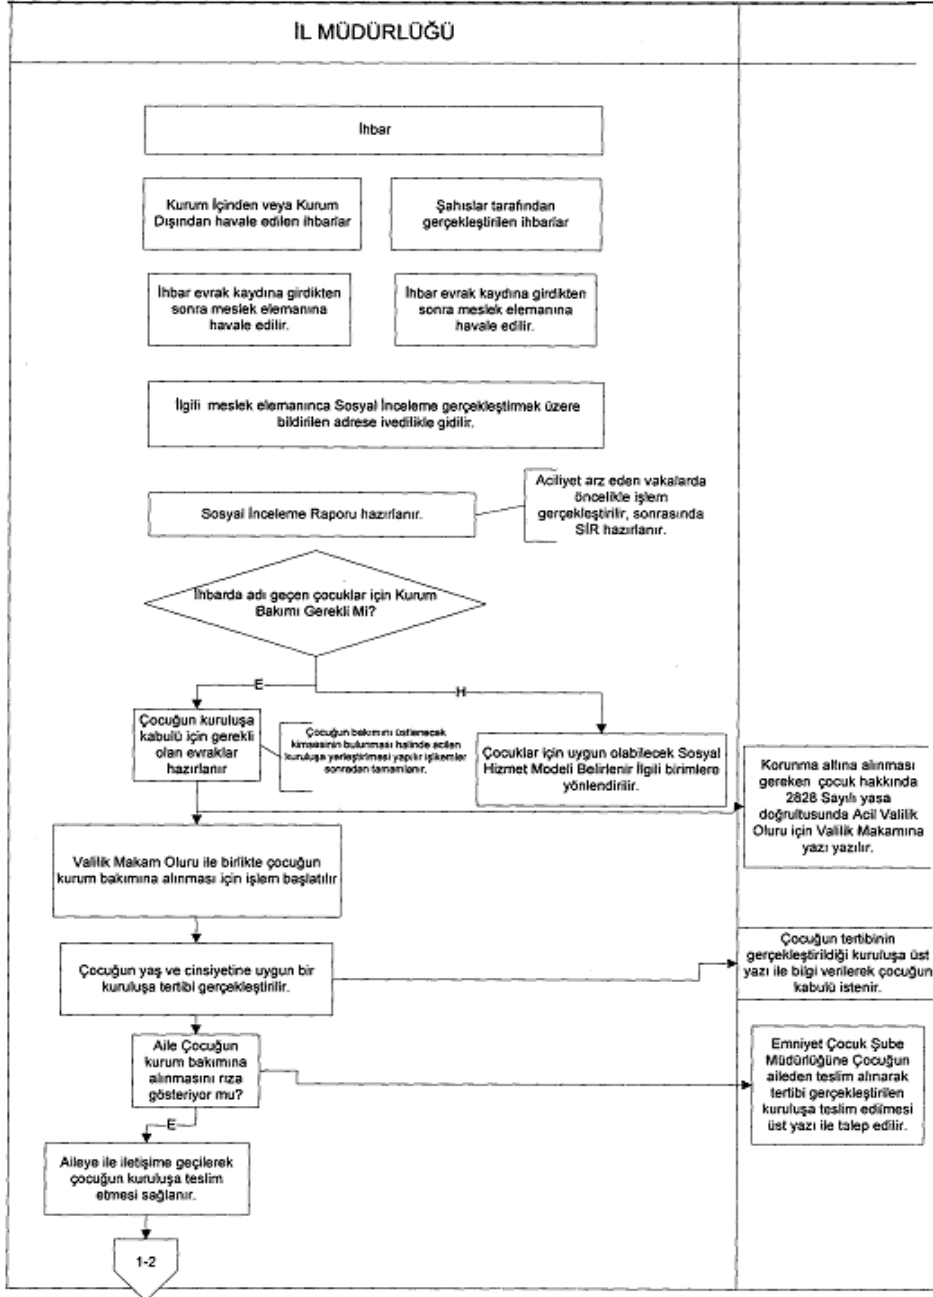 İL MÜDÜRLÜĞÜ
İhbar
Kurum İçinden veya Kurum
Dışından havale edilen ihbarlar
Şahıslar tarafından
gerçekleştirilen ihbarlar
İhbar evrak kaydına girdikten
sonra meslek elemanına
havale edilir.
İhbar evrak kaydına girdikten
sonra meslek elemanına
havale edilir.
İlgili meslek elemanınca Sosyal İnceleme gerçekleştirmek üzere
bildirilen adrese ivedilikle gidilir.
Sosyal İnceleme Raporu hazırlanır.
Aciliyet arz eden vakalarda
öncelikle işlem
gerçekleştirilir, sonrasında
SİR hazırlanır.
İhbarda adı geçen çocuklar için Kurum
Bakımı Gerekli Mi?
E
H
Çocuğun kuruluşa
kabulü için gerekli
olan evraklar
hazırlanır
Çocuğun bakımını üstlenecek
kimsesinin bulunması halinde acilen
kuruluşa yerleştirilmesi yapılır işlkemler
sonradan tamamlanır.
Çocuklar için uygun olabilecek Sosyal
Hizmet Modeli Belirlenir İlgili birimlere
yönlendirilir.
Korunma altına alınması
gereken çocuk hakkında
2828 Sayılı yasa
doğrultusunda Acil Valilik
Oluru için Valilik Makamına
yazı yazılır.
Valilik Makam Oluru ile birlikte çocuğun
kurum bakımına alınması için işlem başlatılır
Çocuğun yaş ve cinsiyetine uygun bir
kuruluşa tertibi gerçekleştirilir.
Çocuğun tertibinin
gerçekleştirildiği kuruluşa üst
yazı ile bilgi verilerek çocuğun
kabulü istenir.
Aile Çocuğun
kurum bakımına
alınmasını rıza
gösteriyor mu?
Emniyet Çocuk Şube
Müdürlüğüne Çocuğun
aileden teslim alınarak
tertibi gerçekleştirilen
kuruluşa teslim edilmesi
üst yazı ile talep edilir.
E
Aileye ile iletişime geçilerek
çocuğun kuruluşa teslim
etmesi sağlanır.
1-2